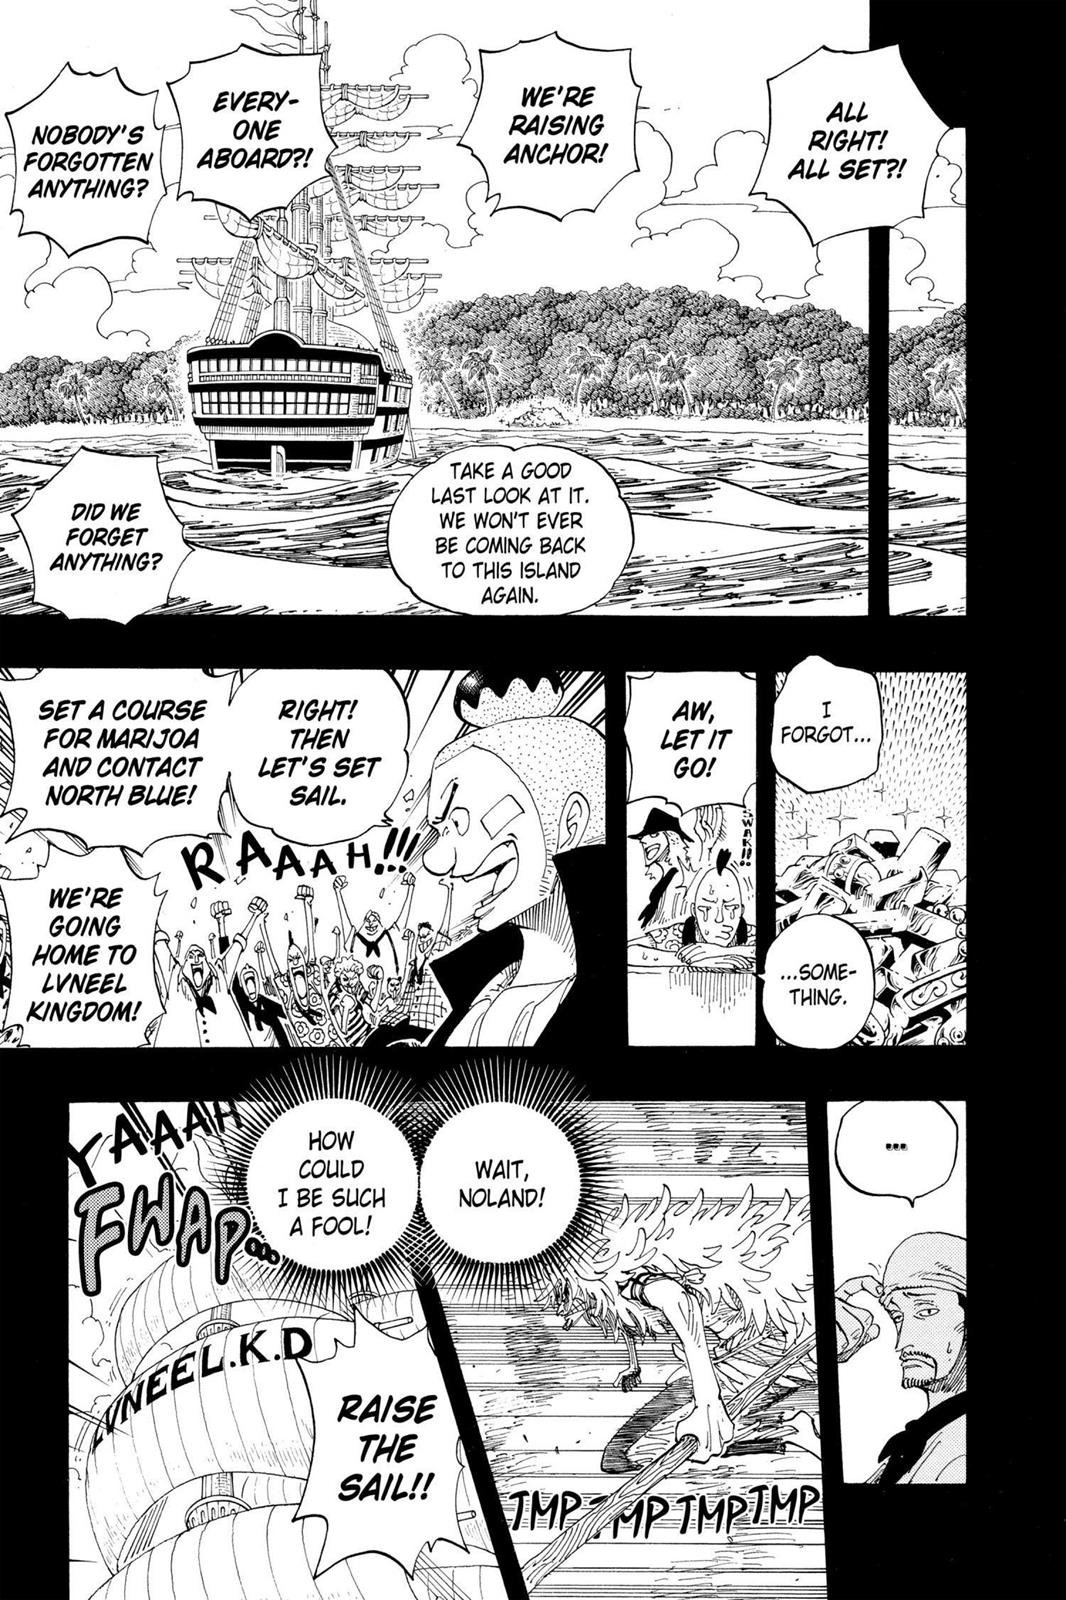 ALL
RIGHT!
ALL SET?!
WE'RE
RAISING
ANCHOR!
EVERY-
ONE
ABOARD?!
NOBODY'S
FORGOTTEN
ANYTHING?
TAKE A GOOD
LAST LOOK AT IT.
WE WON'T EVER
BE COMING BACK
TO THIS ISLAND
AGAIN.
DID WE
FORGET
ANYTHING?
I
FORGOT...
...SOME-
THING.
AW,
LET IT
GO!
SWAK!!
RIGHT!
THEN
LET'S SET
SAIL.
SET A COURSE
FOR MARIJOA
AND CONTACT
NORTH BLUE!
RAAAAH!!!
WE'RE
GOING
HOME TO
LVNEEL
KINGDOM!
...
WAIT,
NOLAND!
TMP TMP TMP TMP
HOW
COULD
I BE SUCH
A FOOL!
YAAAAH
FWAP...
LVNEEL.K.D
RAISE
THE
SAIL!!